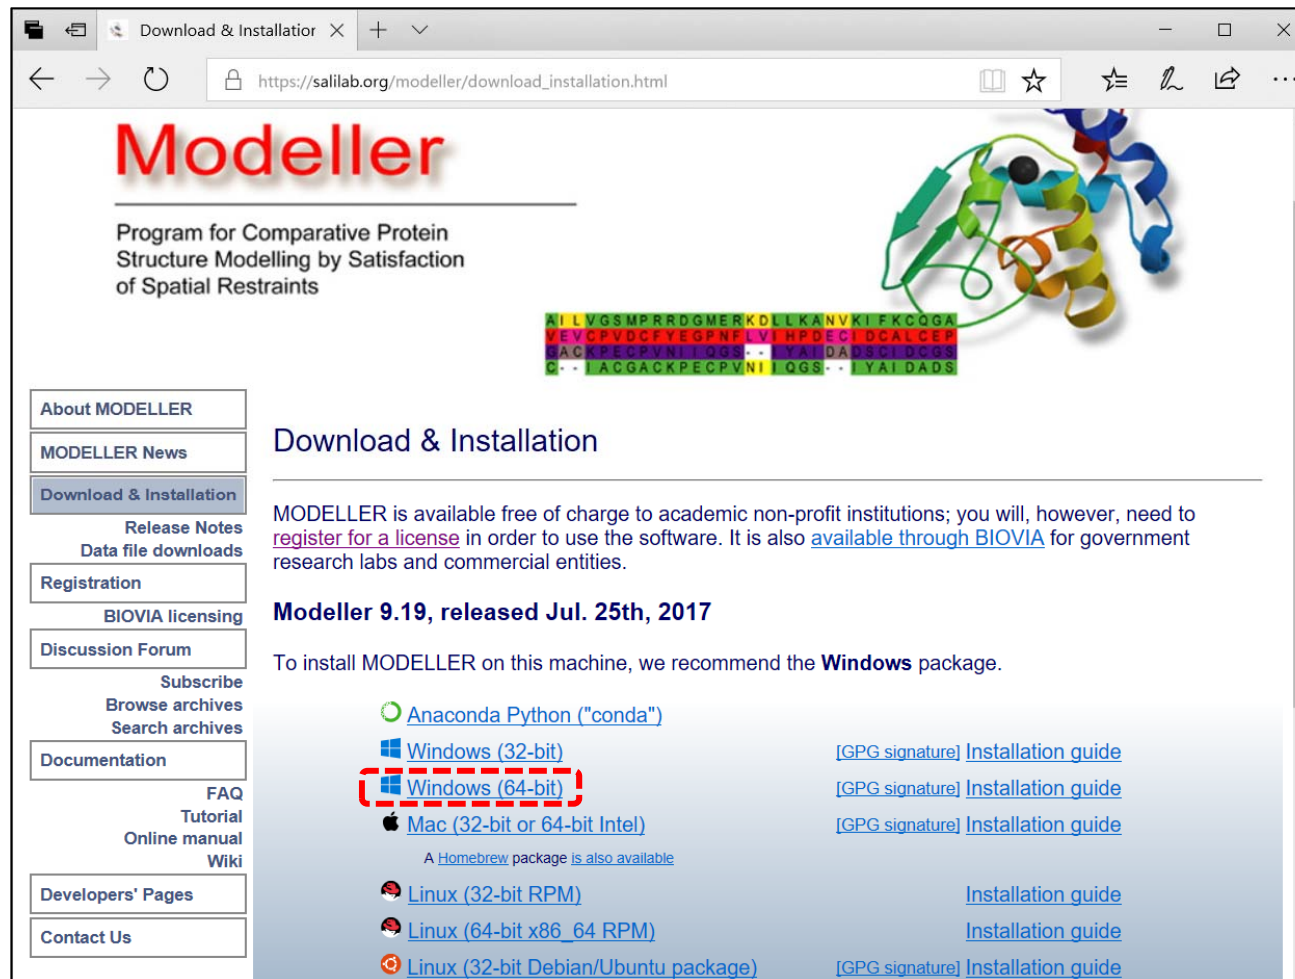 Download & Installation
https://salilab.org/modeller/download_installation.html
Modeller
Program for Comparative Protein
Structure Modelling by Satisfaction
of Spatial Restraints
AILVGSMPRRDGMERKDLLKANVKIFKCQGA
VEVCPVDCFYEGPNFLVIHPDECIDCALCEP
GACKPECPVNIIQGS--IYAIDADSCIDCGS
C--IACGACKPECPVNIIQGS--IYAIDADS
About MODELLER
MODELLER News
Download & Installation
Release Notes
Data file downloads
Registration
BIOVIA licensing
Discussion Forum
Subscribe
Browse archives
Search archives
Documentation
FAQ
Tutorial
Online manual
Wiki
Developers' Pages
Contact Us
Download & Installation
MODELLER is available free of charge to academic non-profit institutions; you will, however, need to
register for a license in order to use the software. It is also available through BIOVIA for government
research labs and commercial entities.
Modeller 9.19, released Jul. 25th, 2017
To install MODELLER on this machine, we recommend the Windows package.
Anaconda Python ("conda")
Windows (32-bit) [GPG signature] Installation guide
Windows (64-bit) [GPG signature] Installation guide
Mac (32-bit or 64-bit Intel) [GPG signature] Installation guide
A Homebrew package is also available
Linux (32-bit RPM) Installation guide
Linux (64-bit x86_64 RPM) Installation guide
Linux (32-bit Debian/Ubuntu package) [GPG signature] Installation guide